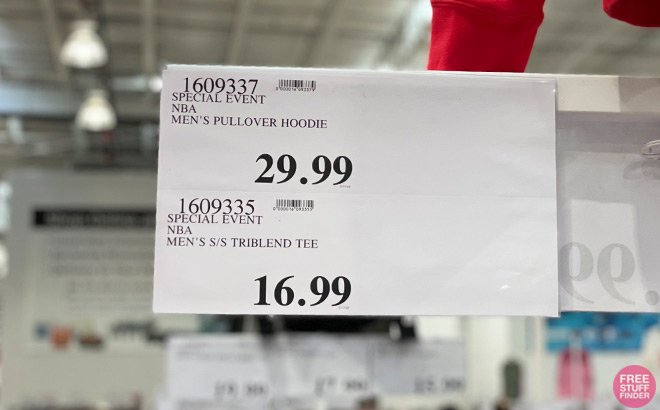 1609337
SPECIAL EVENT
NBA
MEN'S PULLOVER HOODIE
29.99
1609335
SPECIAL EVENT
NBA
MEN'S S/S TRIBLEND TEE
16.99
FREE
STUFF
FINDER